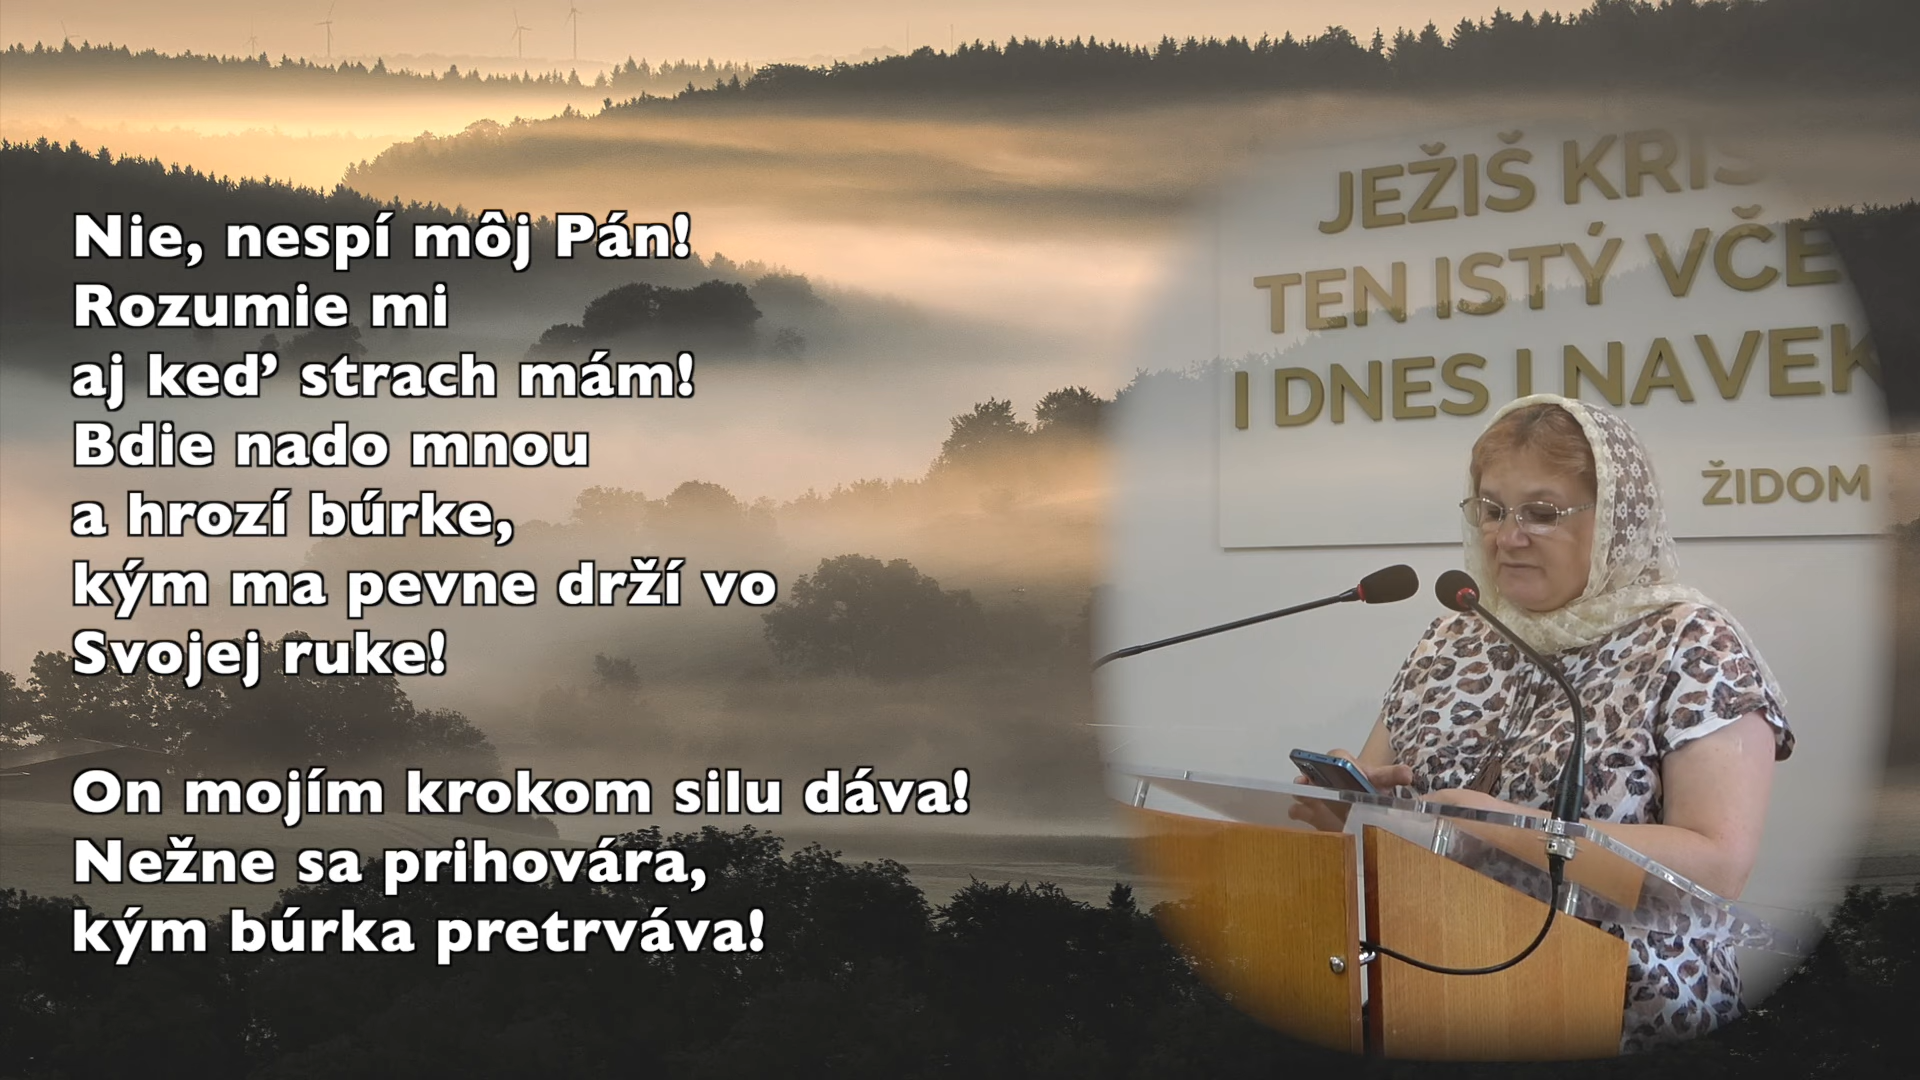 Nie, nespí môj Pán!
Rozumie mi
aj keď strach mám!
Bdie nado mnou
a hrozí búrke,
kým ma pevne drží vo
Svojej ruke!
On mojím krokom silu dáva!
Nežne sa prihovára,
kým búrka pretrváva!
JEŽIŠ KRIS
TEN ISTÝ VČE
I DNES I NAVEK
ŽIDOM